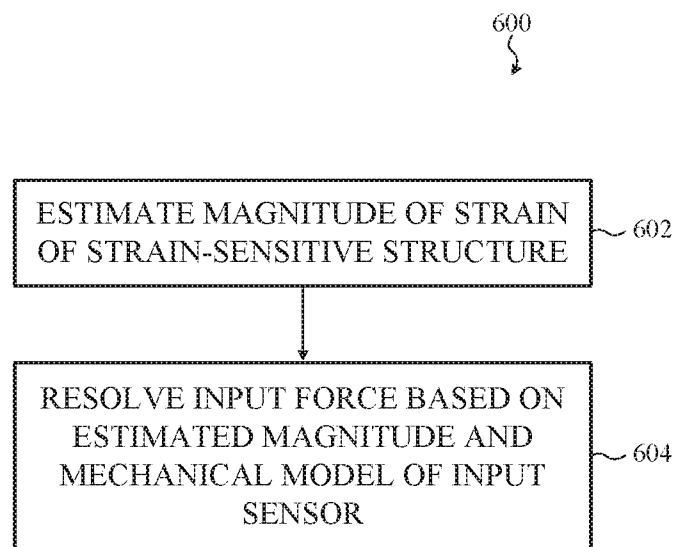 600
ESTIMATE MAGNITUDE OF STRAIN
OF STRAIN-SENSITIVE STRUCTURE
602
RESOLVE INPUT FORCE BASED ON
ESTIMATED MAGNITUDE AND
MECHANICAL MODEL OF INPUT
SENSOR
604